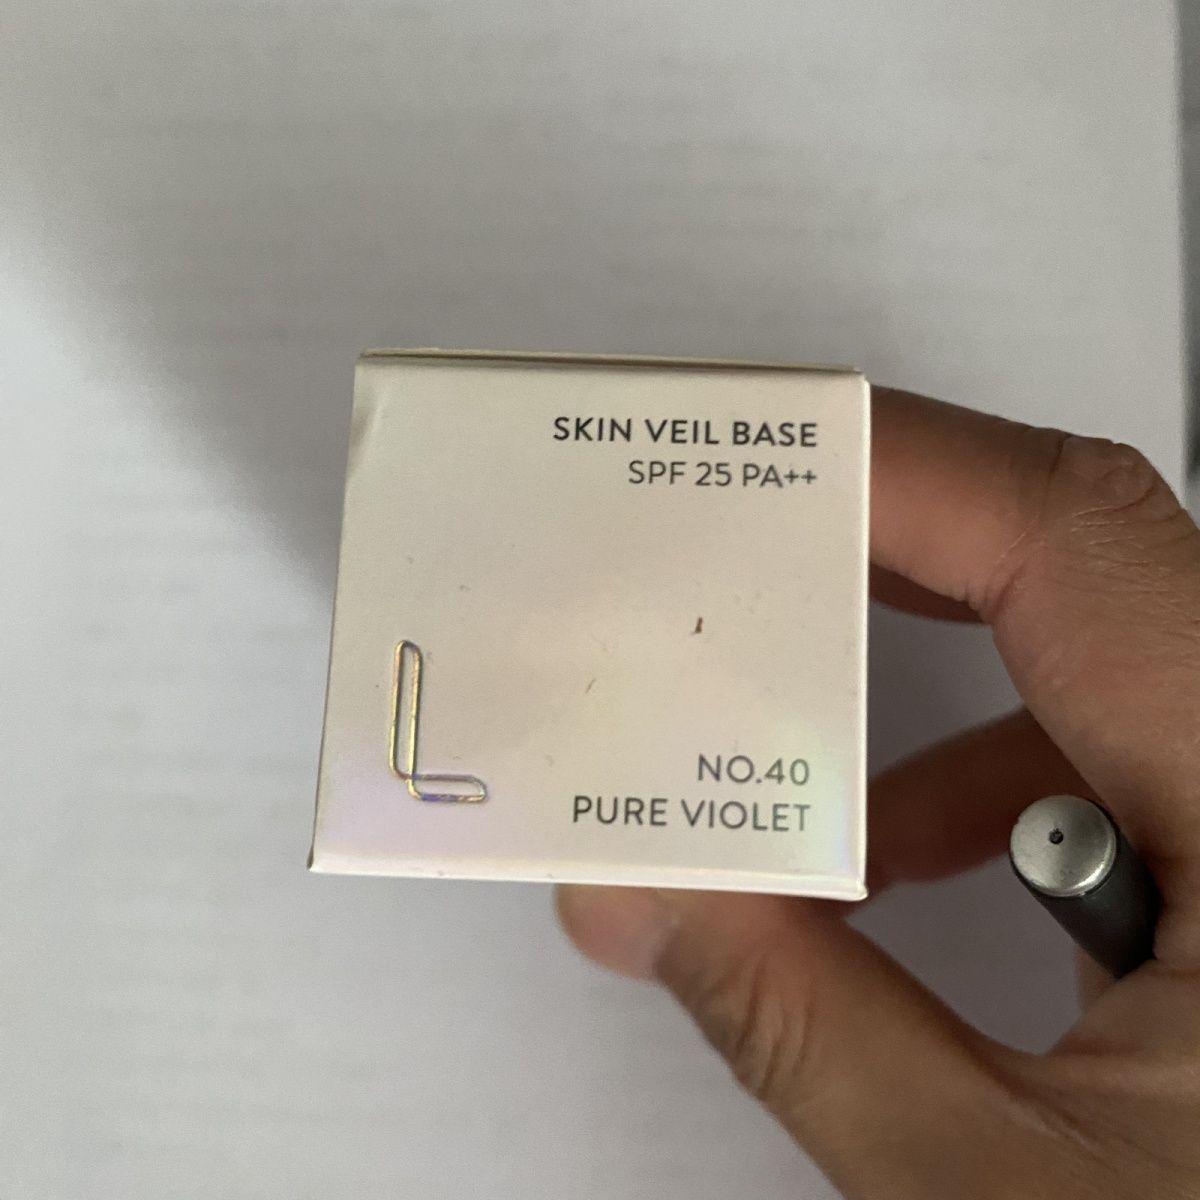 SKIN VEIL BASE
SPF 25 PA++
L
NO.40
PURE VIOLET